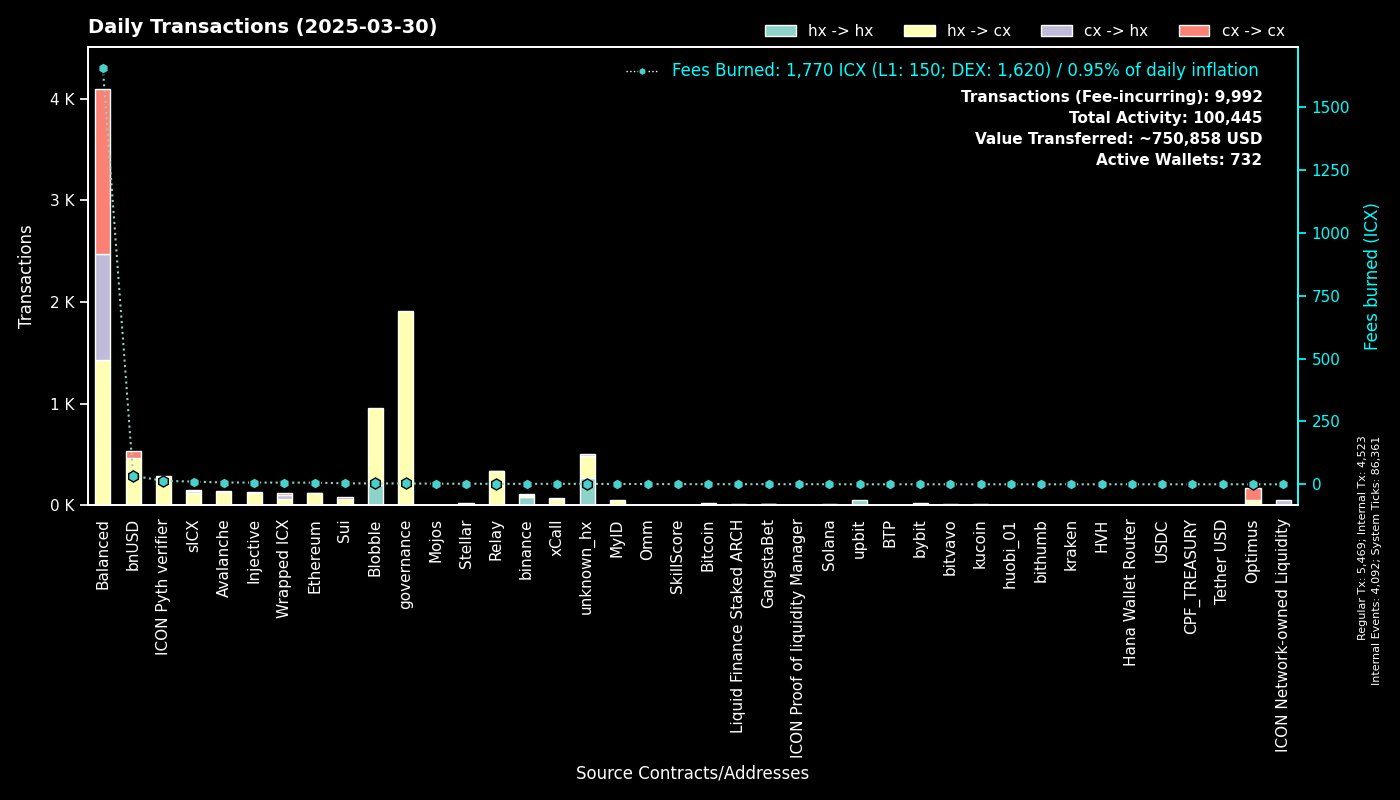 Daily Transactions (2025-03-30)
hx -> hx
hx -> cx
cx -> hx
cx -> cx
Fees Burned: 1,770 ICX (L1: 150; DEX: 1,620) / 0.95% of daily inflation
Transactions (Fee-incurring): 9,992
Total Activity: 100,445
Value Transferred: ~750,858 USD
Active Wallets: 732
Transactions
4 K
3 K
2 K
1 K
0 K
1500
1250
1000
750
500
250
0
Fees burned (ICX)
Balanced
bnUSD
ICON Pyth verifier
sICX
Avalanche
Injective
Wrapped ICX
Ethereum
Sui
Blobble
governance
Mojos
Stellar
Relay
binance
xCall
unknown_hx
MyID
Omm
SkillScore
Bitcoin
Liquid Finance Staked ARCH
GangstaBet
ICON Proof of liquidity Manager
Solana
upbit
BTP
bybit
bitvavo
kucoin
huobi_01
bithumb
kraken
HVH
Hana Wallet Router
USDC
CPF_TREASURY
Tether USD
Optimus
ICON Network-owned Liquidity
Source Contracts/Addresses
Regular Tx: 5,469; Internal Tx: 4,523
Internal Events: 4,092; System Ticks: 86,361